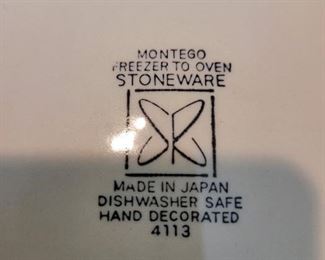 MONTEGO
FREEZER TO OVEN
STONEWARE
MADE IN JAPAN
DISHWASHER SAFE
HAND DECORATED
4113